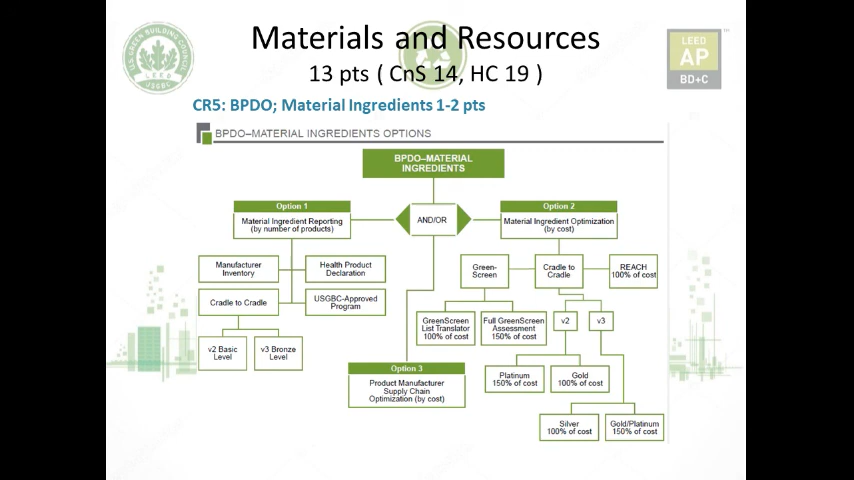 Materials and Resources
13 pts ( CnS 14, HC 19 )
U.S GREEN BUILDING COUNCIL
LEED
USGBC
LEED
AP
BD+C
CR5: BPDO; Material Ingredients 1-2 pts
BPDO–MATERIAL INGREDIENTS OPTIONS
BPDO–MATERIAL
INGREDIENTS
AND/OR
Option 1
Material Ingredient Reporting
(by number of products)
Manufacturer
Inventory
Health Product
Declaration
Cradle to Cradle
USGBC-Approved
Program
v2 Basic
Level
v3 Bronze
Level
Option 2
Material Ingredient Optimization
(by cost)
Green-
Screen
Cradle to
Cradle
REACH
100% of cost
GreenScreen
List Translator
100% of cost
Full GreenScreen
Assessment
150% of cost
v2
v3
Platinum
150% of cost
Gold
100% of cost
Silver
100% of cost
Gold/Platinum
150% of cost
Option 3
Product Manufacturer
Supply Chain
Optimization (by cost)